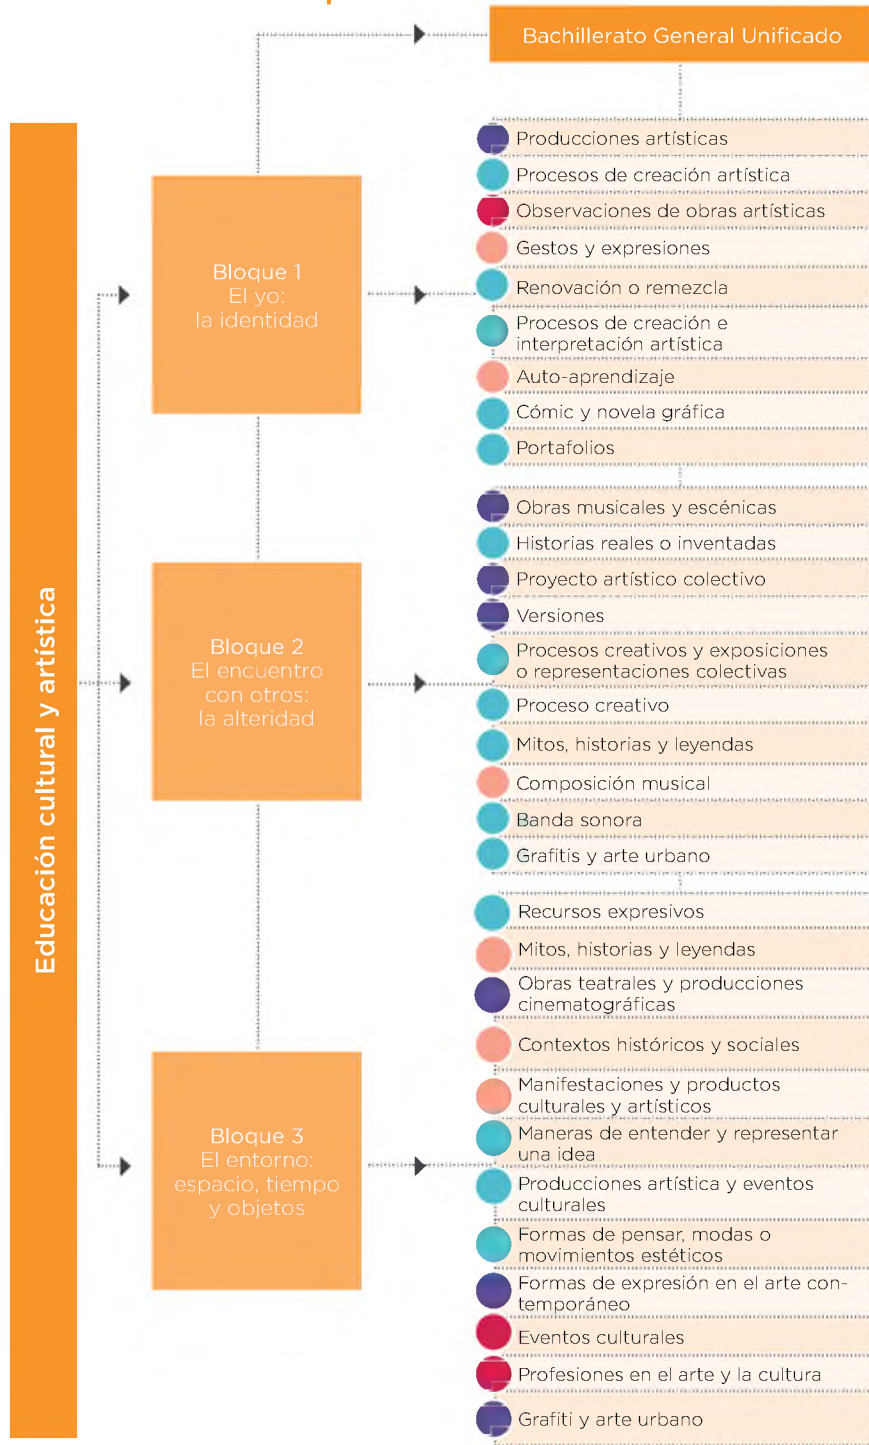 Bachillerato General Unificado
Educación cultural y artística
Bloque 1
El yo:
la identidad
Producciones artísticas
Procesos de creación artística
Observaciones de obras artísticas
Gestos y expresiones
Renovación o remezcla
Procesos de creación e
interpretación artística
Auto-aprendizaje
Cómic y novela gráfica
Portafolios
Bloque 2
El encuentro
con otros:
la alteridad
Obras musicales y escénicas
Historias reales o inventadas
Proyecto artístico colectivo
Versiones
Procesos creativos y exposiciones
o representaciones colectivas
Proceso creativo
Mitos, historias y leyendas
Composición musical
Banda sonora
Grafitis y arte urbano
Bloque 3
El entorno:
espacio, tiempo
y objetos
Recursos expresivos
Mitos, historias y leyendas
Obras teatrales y producciones
cinematográficas
Contextos históricos y sociales
Manifestaciones y productos
culturales y artísticos
Maneras de entender y representar
una idea
Producciones artística y eventos
culturales
Formas de pensar, modas o
movimientos estéticos
Formas de expresión en el arte con-
temporáneo
Eventos culturales
Profesiones en el arte y la cultura
Grafiti y arte urbano